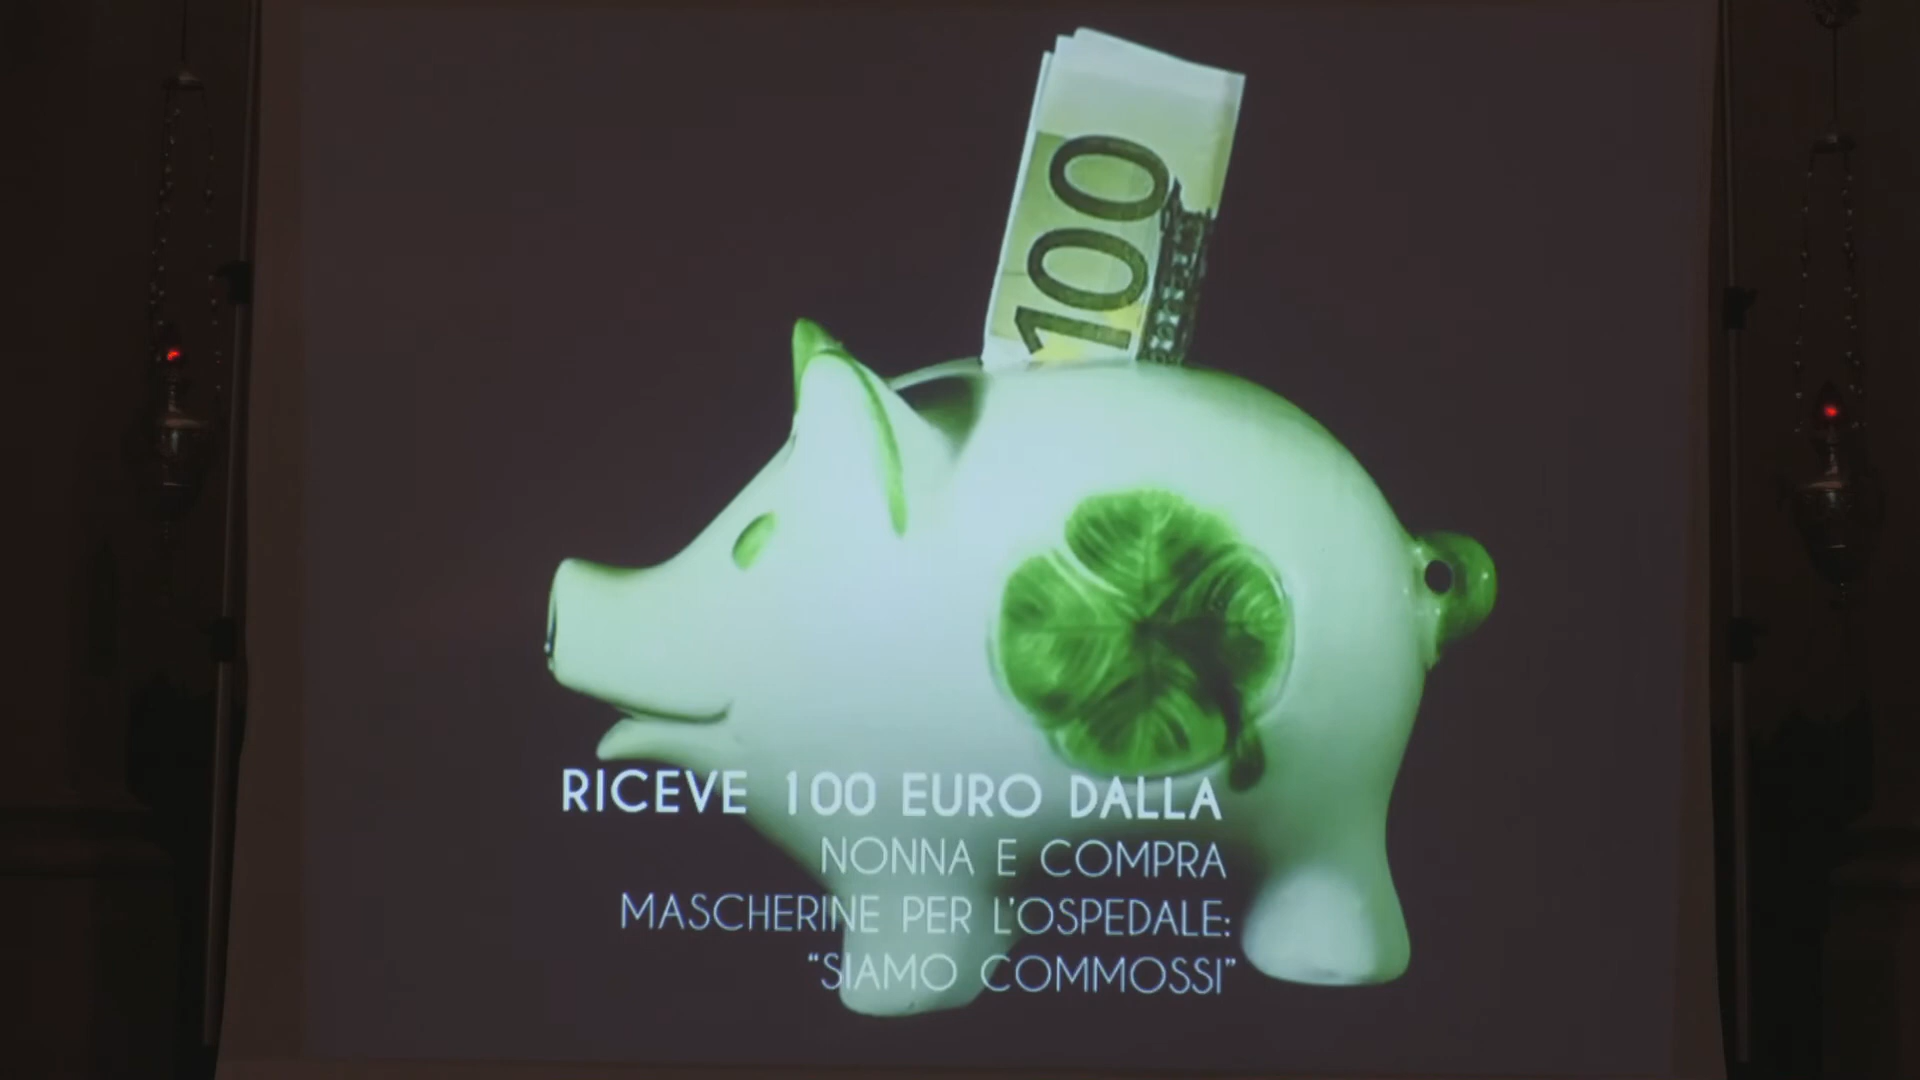 100
RICEVE 100 EURO DALLA
NONNA E COMPRA
MASCHERINE PER L'OSPEDALE:
“SIAMO COMMOSSI”